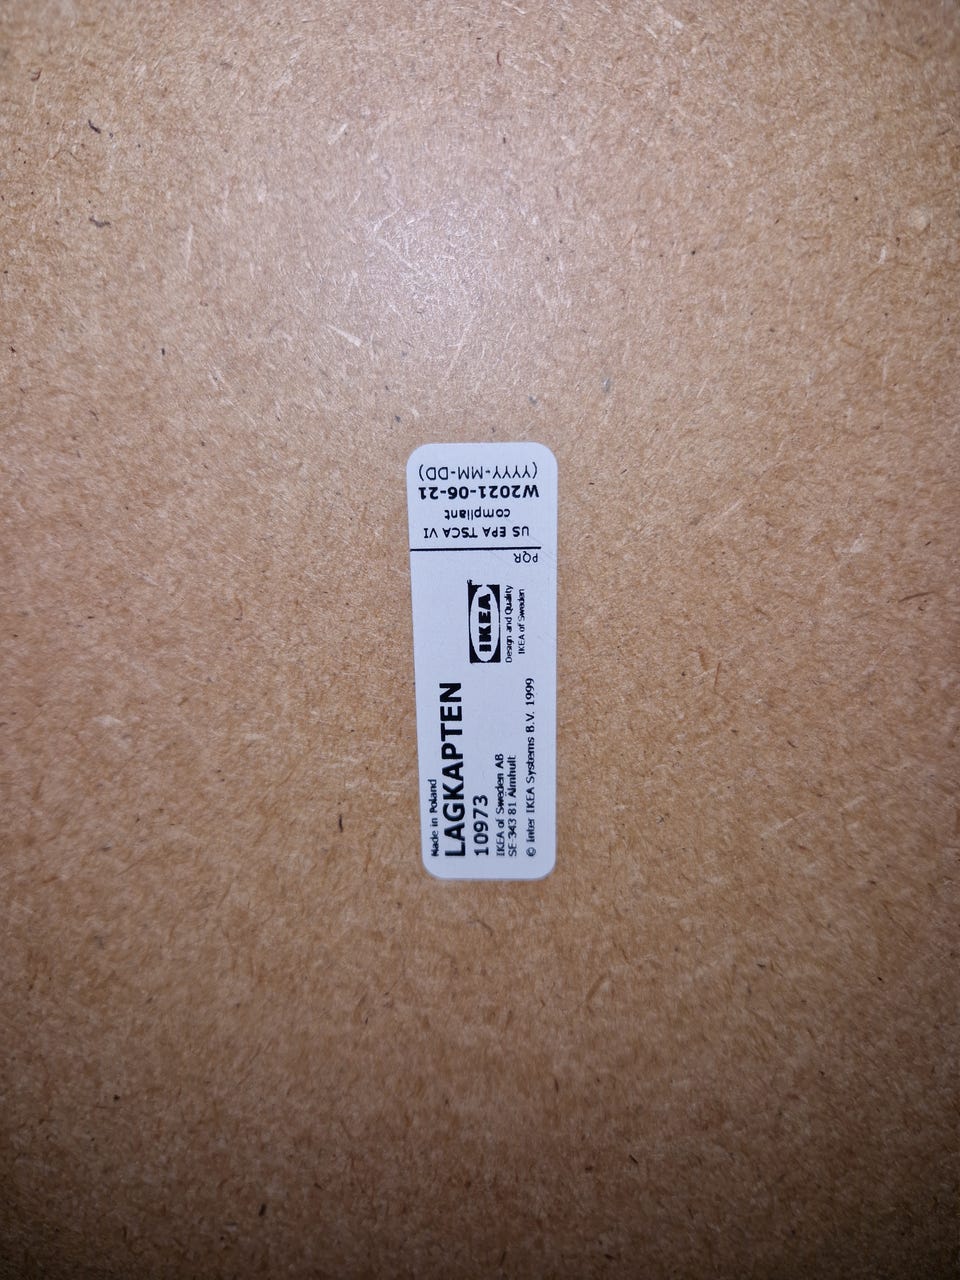 Made in Poland
LAGKAPTEN
10973
IKEA of Sweden AB
SE-343 81 Älmhult
© Inter IKEA Systems B.V. 1999
IKEA
Design and Quality
IKEA of Sweden
PQR
US EPA TSCA VI
compliant
W2021-06-21
(YYYY-MM-DD)